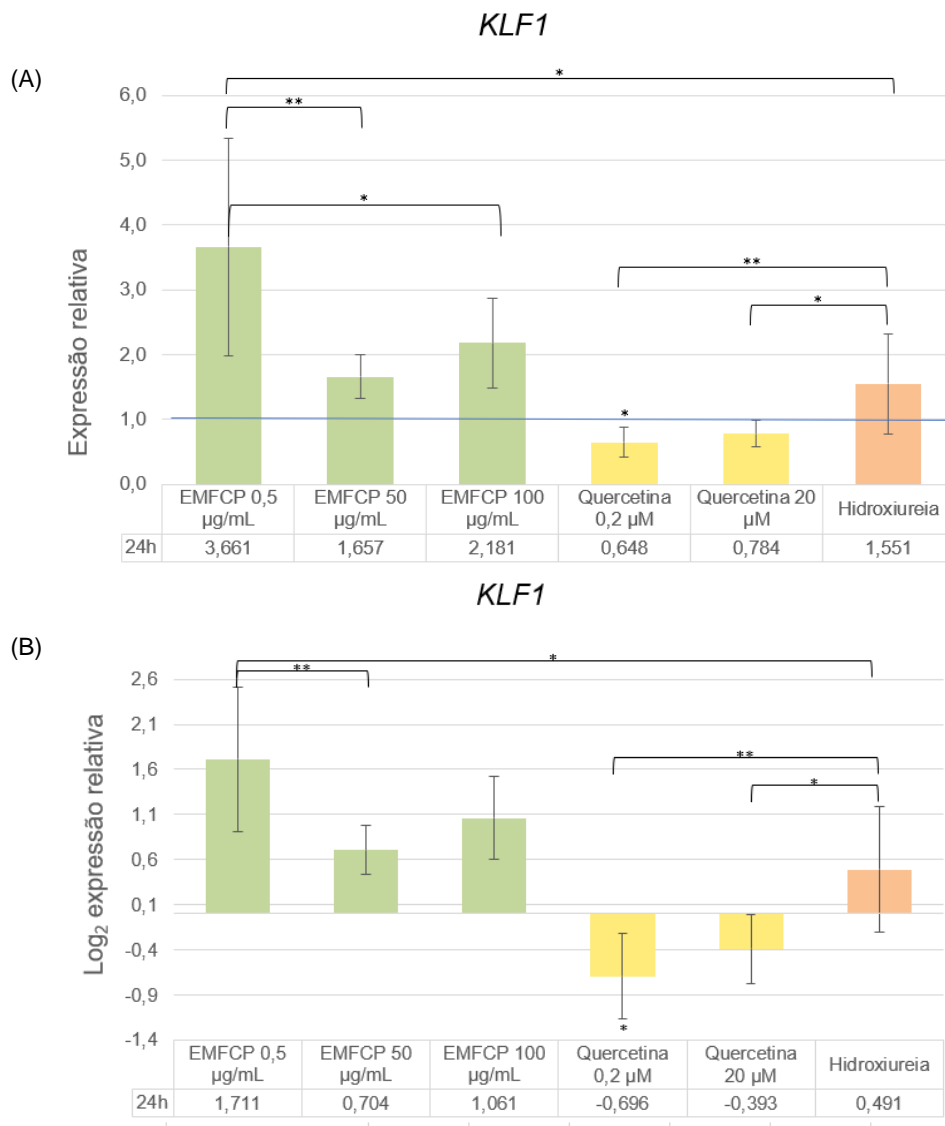 KLF1
(A)
*
6,0
**
5,0
*
4,0
**
3,0
*
2,0
1,0
*
0,0
Expressão relativa
EMFCP 0,5 µg/mL EMFCP 50 µg/mL EMFCP 100 µg/mL Quercetina 0,2 µM Quercetina 20 µM Hidroxiureia
24h 3,661 1,657 2,181 0,648 0,784 1,551
KLF1
(B)
*
**
2,6
2,1
**
1,6
*
1,1
0,6
0,1
-0,4
-0,9
*
-1,4
Log₂ expressão relativa
EMFCP 0,5 µg/mL EMFCP 50 µg/mL EMFCP 100 µg/mL Quercetina 0,2 µM Quercetina 20 µM Hidroxiureia
24h 1,711 0,704 1,061 -0,696 -0,393 0,491